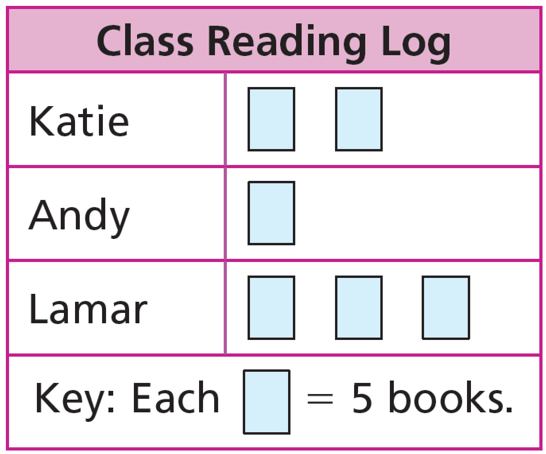 Class Reading Log
Katie
Andy
Lamar
Key: Each = 5 books.